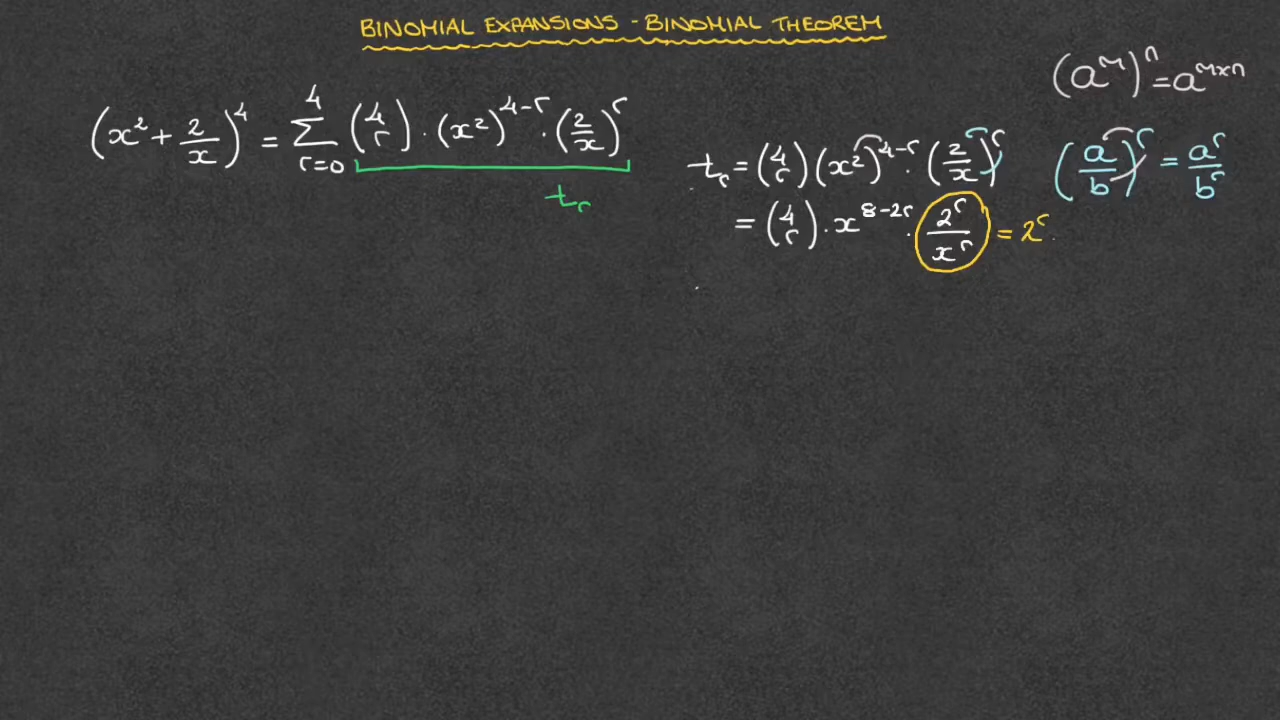 BINOMIAL EXPANSIONS - BINOMIAL THEOREM
(x² + 2/x)⁴ = ∑_{r=0}^{4} (4 r) · (x²)^{4-r} · (2/x)^r
t_r
(a^m)^n = a^{m×n}
t_r = (4 r) (x²)^{4-r} · (2/x)^r
(a/b)^r = a^r/b^r
= (4 r) · x^{8-2r} · 2^r/x^r = 2^r ·